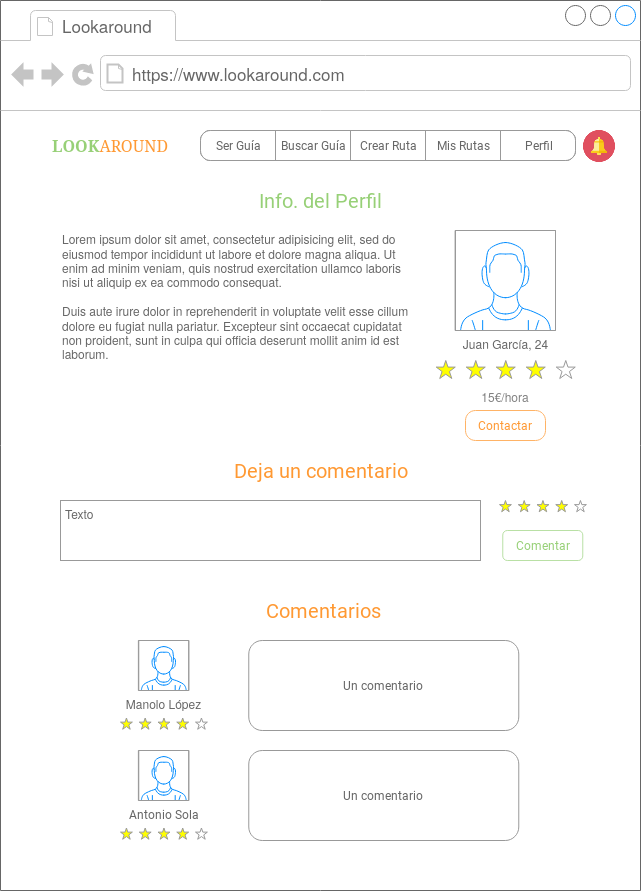 Lookaround
https://www.lookaround.com
LOOKAROUND
Ser Guía
Buscar Guía
Crear Ruta
Mis Rutas
Perfil
Info. del Perfil
Lorem ipsum dolor sit amet, consectetur adipisicing elit, sed do
eiusmod tempor incididunt ut labore et dolore magna aliqua. Ut
enim ad minim veniam, quis nostrud exercitation ullamco laboris
nisi ut aliquip ex ea commodo consequat.
Duis aute irure dolor in reprehenderit in voluptate velit esse cillum
dolore eu fugiat nulla pariatur. Excepteur sint occaecat cupidatat
non proident, sunt in culpa qui officia deserunt mollit anim id est
laborum.
Juan García, 24
15€/hora
Contactar
Deja un comentario
Texto
Comentar
Comentarios
Manolo López
Un comentario
Antonio Sola
Un comentario